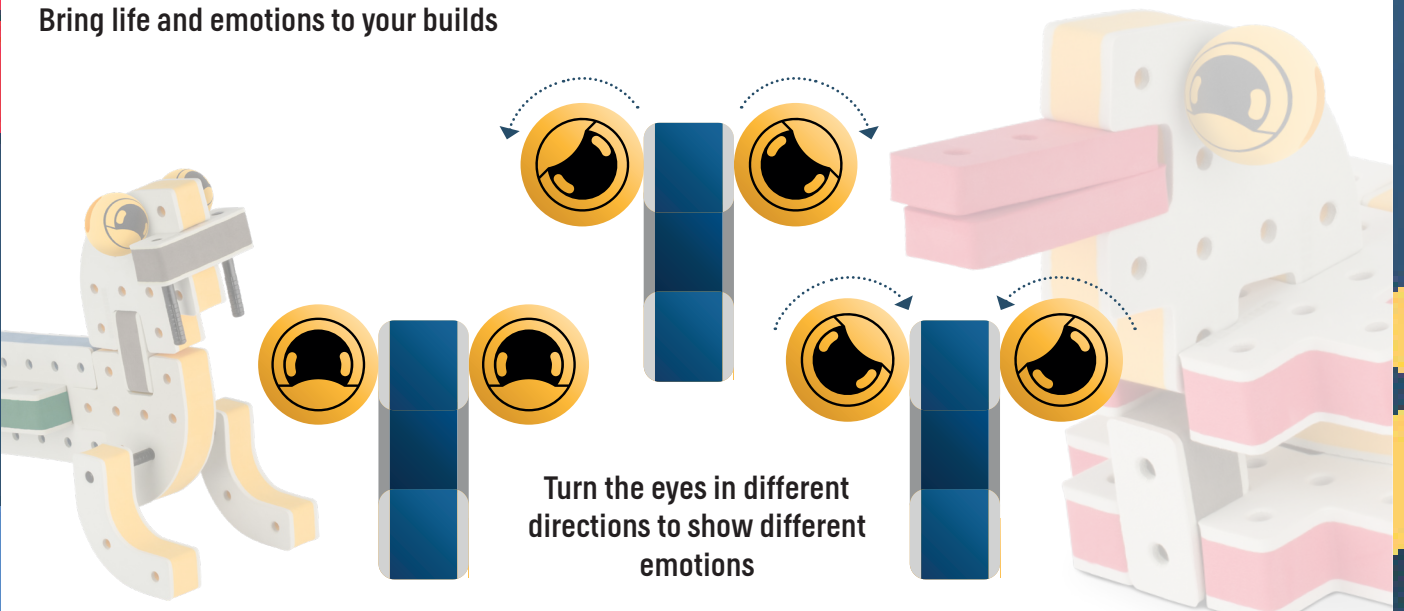 Bring life and emotions to your builds
Turn the eyes in different
directions to show different
emotions